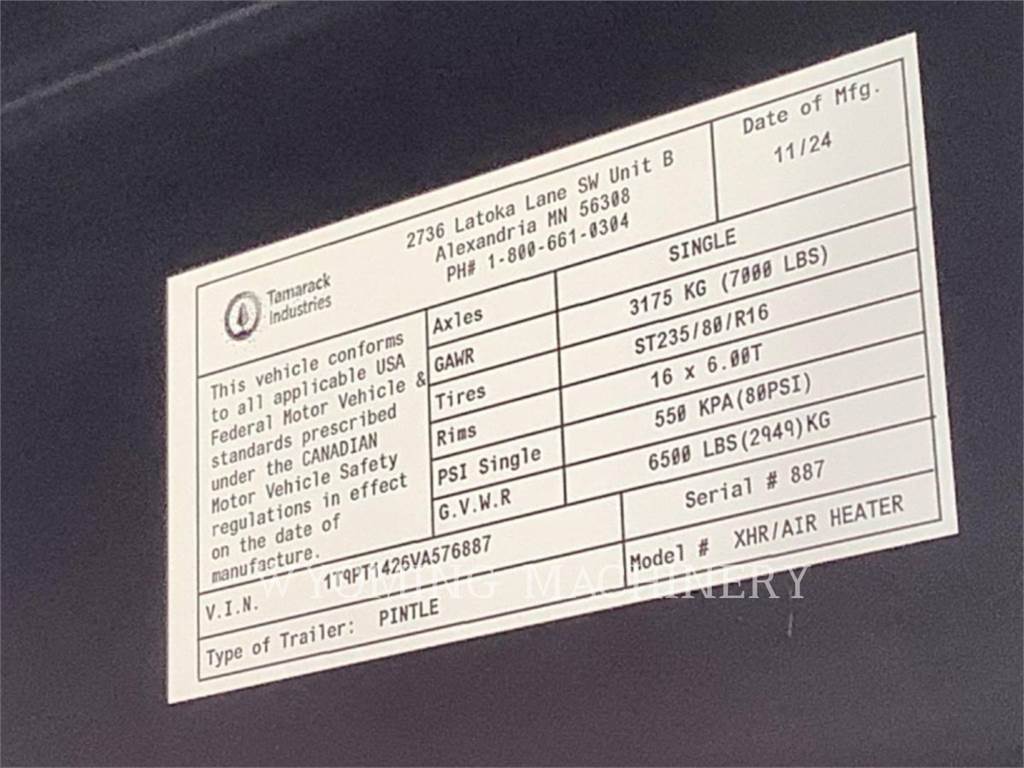 Tamarack
Industries
2736 Latoka Lane SW Unit B
Alexandria MN 56308
PH# 1-800-661-0304
Date of Mfg.
11/24
This vehicle conforms
to all applicable USA
Federal Motor Vehicle &
standards prescribed
under the CANADIAN
Motor Vehicle Safety
regulations in effect
on the date of
manufacture.
Axles SINGLE
GAWR 3175 KG (7000 LBS)
Tires ST235/80/R16
Rims 16 x 6.00T
PSI Single 550 KPA(80PSI)
G.V.W.R 6500 LBS(2949)KG
V.I.N. 1T9PT1426VA576887
Serial # 887
Type of Trailer: PINTLE
Model # XHR/AIR HEATER
WYOMING MACHINERY